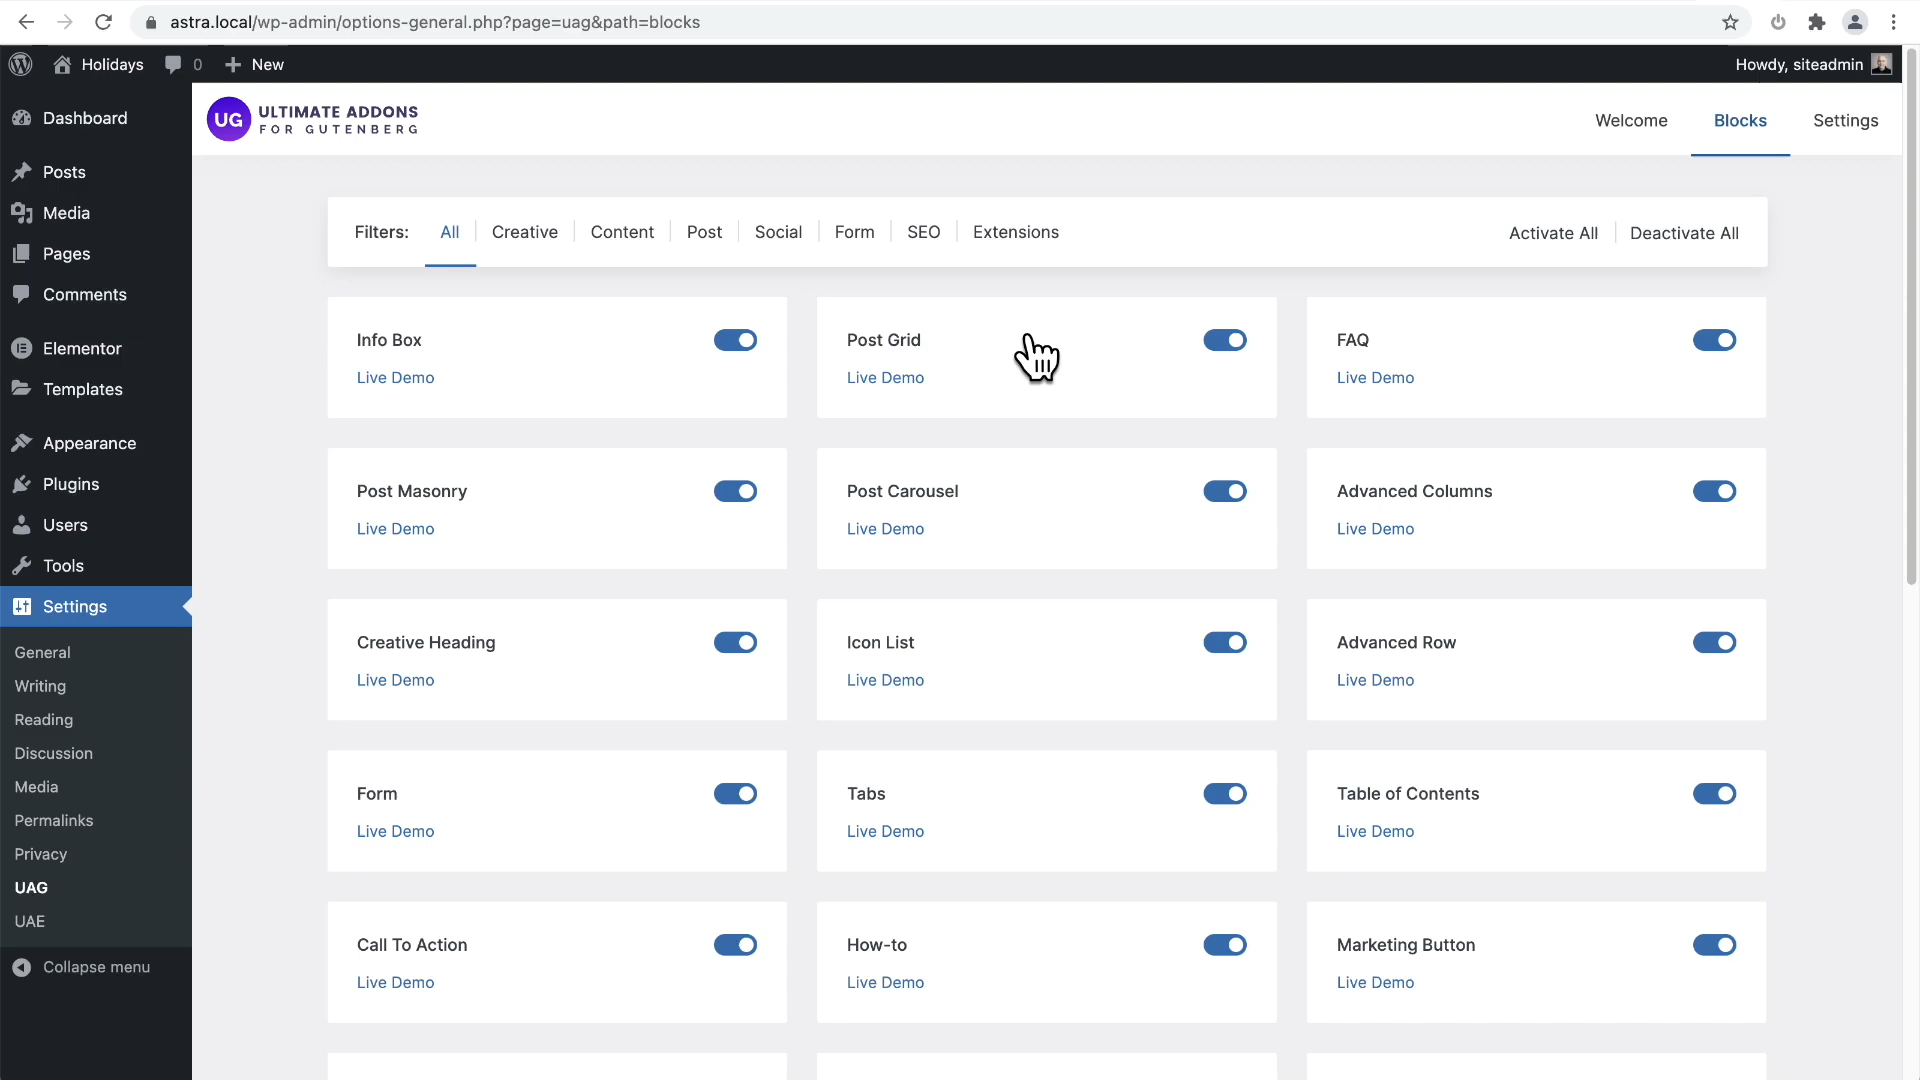 astra.local/wp-admin/options-general.php?page=uag&path=blocks
Holidays
0
New
Howdy, siteadmin
Dashboard
Posts
Media
Pages
Comments
Elementor
Templates
Appearance
Plugins
Users
Tools
Settings
General
Writing
Reading
Discussion
Media
Permalinks
Privacy
UAG
UAE
Collapse menu
UG
ULTIMATE ADDONS
FOR GUTENBERG
Welcome
Blocks
Settings
Filters: All Creative Content Post Social Form SEO Extensions
Activate All Deactivate All
Info Box
Live Demo
Post Grid
Live Demo
FAQ
Live Demo
Post Masonry
Live Demo
Post Carousel
Live Demo
Advanced Columns
Live Demo
Creative Heading
Live Demo
Icon List
Live Demo
Advanced Row
Live Demo
Form
Live Demo
Tabs
Live Demo
Table of Contents
Live Demo
Call To Action
Live Demo
How-to
Live Demo
Marketing Button
Live Demo